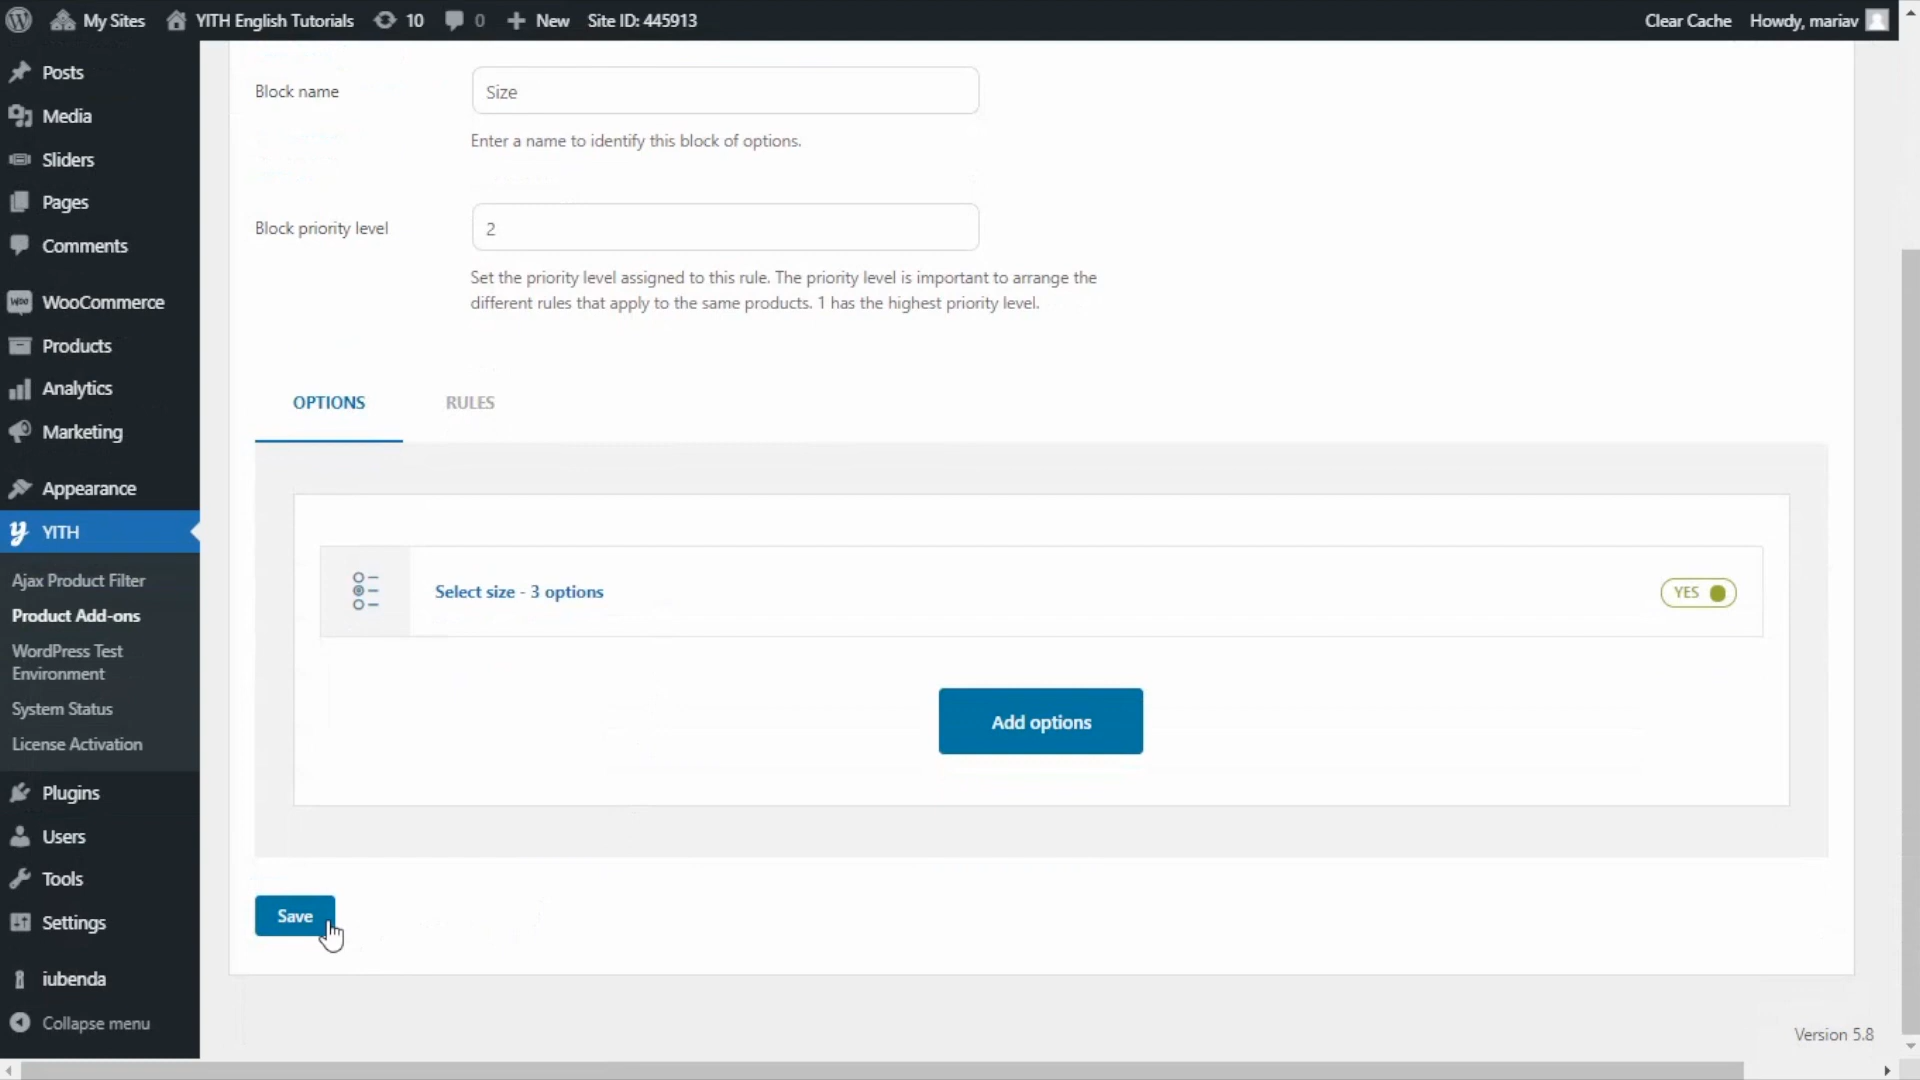 My Sites
YITH English Tutorials
10
0
New
Site ID: 445913
Clear Cache
Howdy, mariav
Posts
Media
Sliders
Pages
Comments
Woo
WooCommerce
Products
Analytics
Marketing
Appearance
YITH
Ajax Product Filter
Product Add-ons
WordPress Test
Environment
System Status
License Activation
Plugins
Users
Tools
Settings
iubenda
Collapse menu
Block name
Size
Enter a name to identify this block of options.
Block priority level
2
Set the priority level assigned to this rule. The priority level is important to arrange the
different rules that apply to the same products. 1 has the highest priority level.
OPTIONS
RULES
Select size - 3 options
YES
Add options
Save
Version 5.8